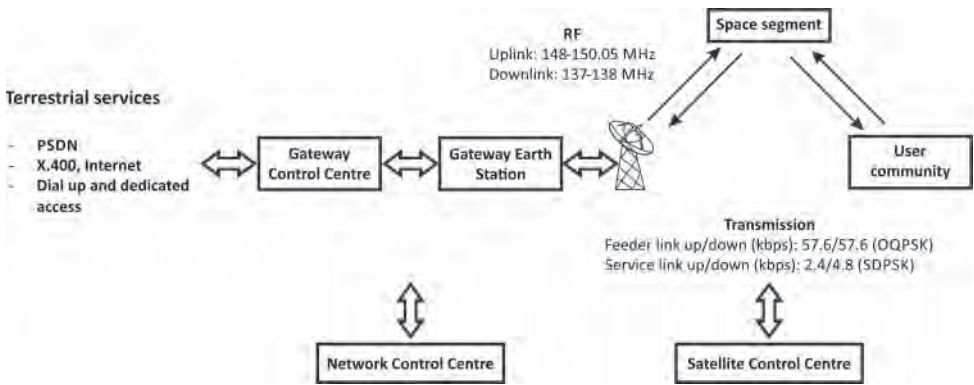 Space segment
RF
Uplink: 148-150.05 MHz
Downlink: 137-138 MHz
Terrestrial services
- PSDN
- X.400, Internet
- Dial up and dedicated
access
Gateway
Control Centre
Gateway Earth
Station
User
community
Transmission
Feeder link up/down (kbps): 57.6/57.6 (OQPSK)
Service link up/down (kbps): 2.4/4.8 (SDPSK)
Network Control Centre
Satellite Control Centre